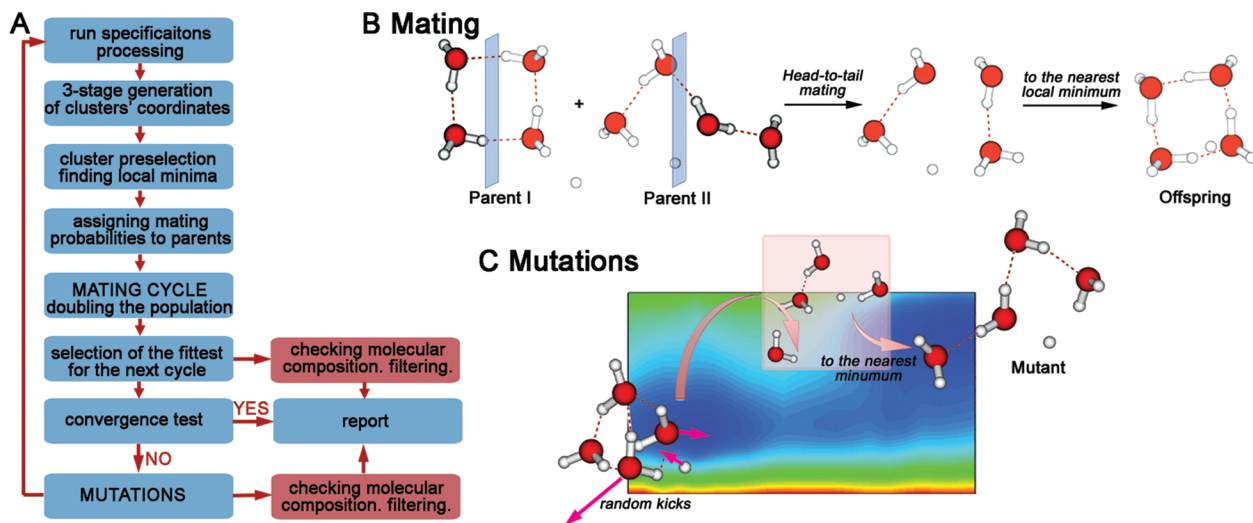 A
run specificaitons
processing
3-stage generation
of clusters' coordinates
cluster preselection
finding local minima
assigning mating
probabilities to parents
MATING CYCLE
doubling the population
selection of the fittest
for the next cycle
checking molecular
composition. filtering.
convergence test
YES
report
NO
MUTATIONS
checking molecular
composition. filtering.
B Mating
Parent I
+
Parent II
Head-to-tail
mating
to the nearest
local minimum
Offspring
C Mutations
to the nearest
minumum
Mutant
random kicks